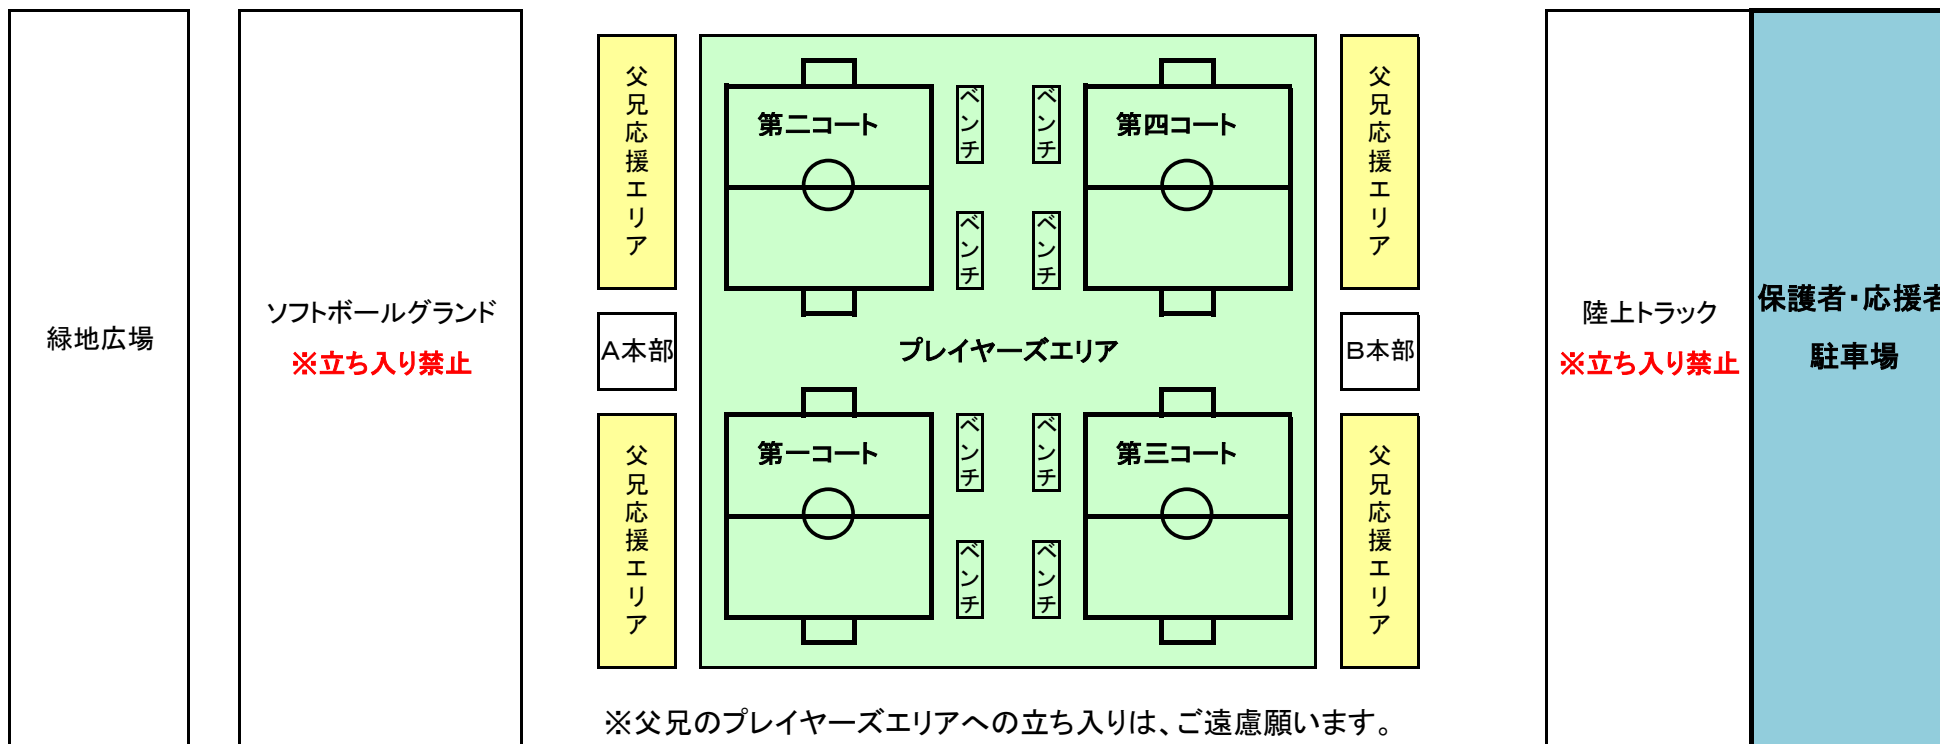 緑地広場
ソフトボールグランド
※立ち入り禁止
父兄応援エリア
A本部
父兄応援エリア
第二コート
ベンチ
ベンチ
第四コート
ベンチ
ベンチ
プレイヤーズエリア
第一コート
ベンチ
ベンチ
第三コート
ベンチ
ベンチ
父兄応援エリア
B本部
父兄応援エリア
陸上トラック
※立ち入り禁止
保護者・応援者
駐車場
※父兄のプレイヤーズエリアへの立ち入りは、ご遠慮願います。